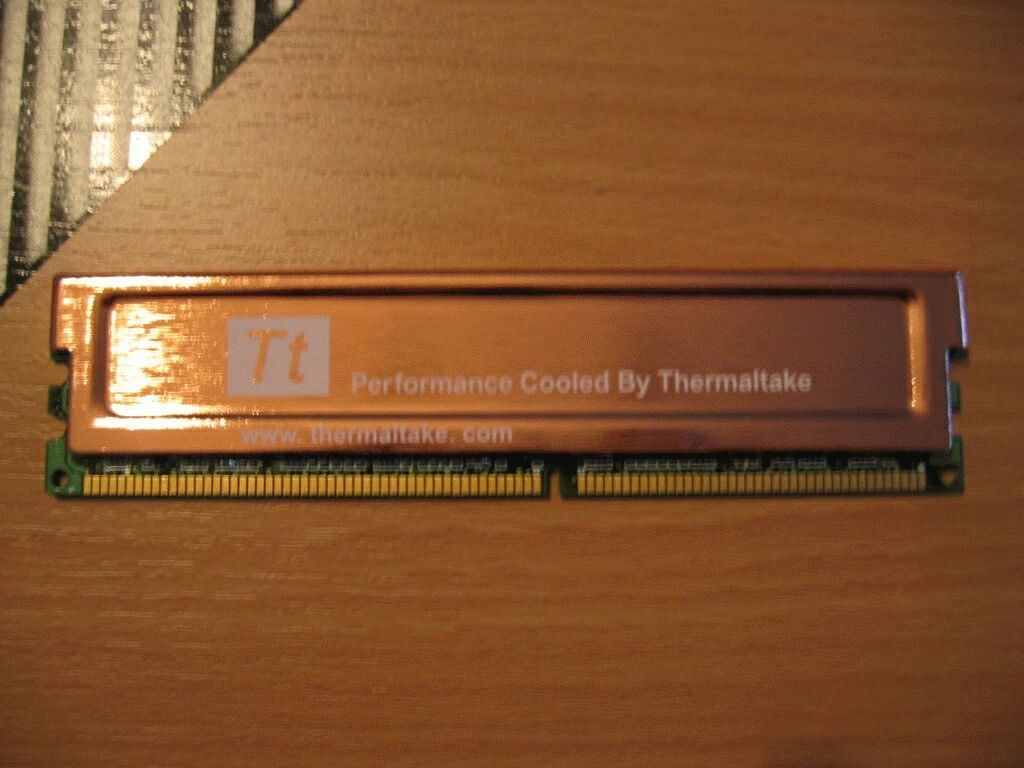 Tt
Performance Cooled By Thermaltake
www. thermaltake. com